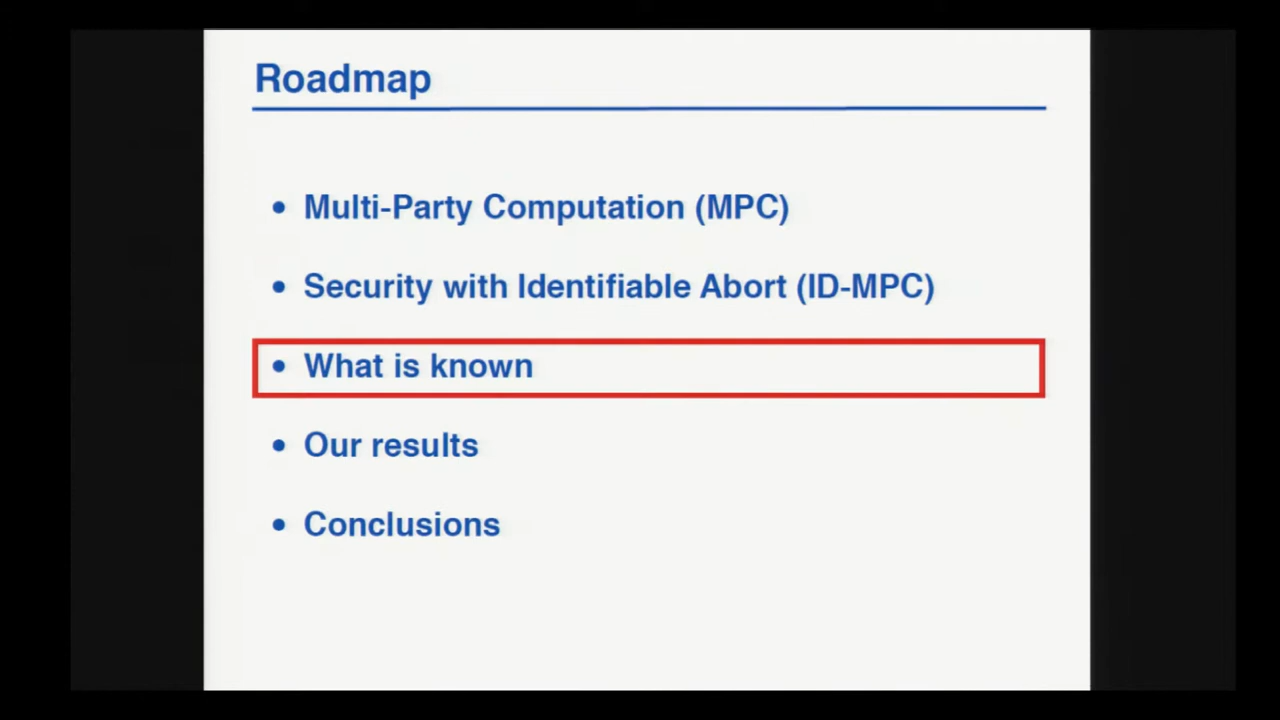 Roadmap
• Multi-Party Computation (MPC)
• Security with Identifiable Abort (ID-MPC)
• What is known
• Our results
• Conclusions